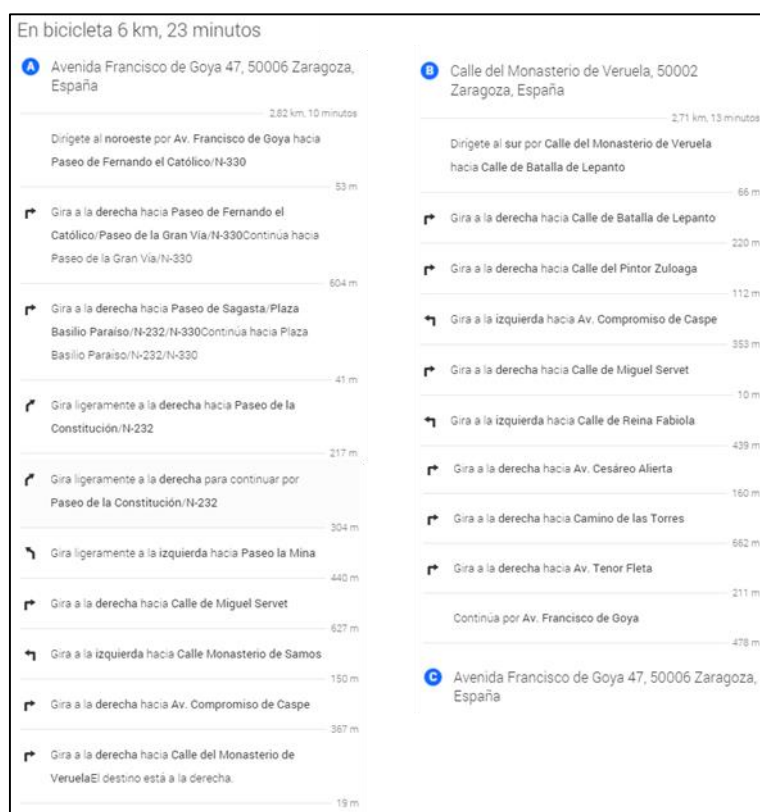 En bicicleta 6 km, 23 minutos
A
Avenida Francisco de Goya 47, 50006 Zaragoza,
España
2,82 km, 10 minutos
Dirígete al noroeste por Av. Francisco de Goya hacia
Paseo de Fernando el Católico/N-330
53 m
Gira a la derecha hacia Paseo de Fernando el
Católico/Paseo de la Gran Vía/N-330Continúa hacia
Paseo de la Gran Vía/N-330
604 m
Gira a la derecha hacia Paseo de Sagasta/Plaza
Basilio Paraíso/N-232/N-330Continúa hacia Plaza
Basilio Paraíso/N-232/N-330
41 m
Gira ligeramente a la derecha hacia Paseo de la
Constitución/N-232
217 m
Gira ligeramente a la derecha para continuar por
Paseo de la Constitución/N-232
304 m
Gira ligeramente a la izquierda hacia Paseo la Mina
440 m
Gira a la derecha hacia Calle de Miguel Servet
627 m
Gira a la izquierda hacia Calle Monasterio de Samos
150 m
Gira a la derecha hacia Av. Compromiso de Caspe
367 m
Gira a la derecha hacia Calle del Monasterio de
VeruelaEl destino está a la derecha.
19 m
B
Calle del Monasterio de Veruela, 50002
Zaragoza, España
2,71 km, 13 minutos
Dirígete al sur por Calle del Monasterio de Veruela
hacia Calle de Batalla de Lepanto
66 m
Gira a la derecha hacia Calle de Batalla de Lepanto
220 m
Gira a la derecha hacia Calle del Pintor Zuloaga
112 m
Gira a la izquierda hacia Av. Compromiso de Caspe
353 m
Gira a la derecha hacia Calle de Miguel Servet
10 m
Gira a la izquierda hacia Calle de Reina Fabiola
439 m
Gira a la derecha hacia Av. Cesáreo Alierta
160 m
Gira a la derecha hacia Camino de las Torres
662 m
Gira a la derecha hacia Av. Tenor Fleta
211 m
Continúa por Av. Francisco de Goya
478 m
C
Avenida Francisco de Goya 47, 50006 Zaragoza,
España